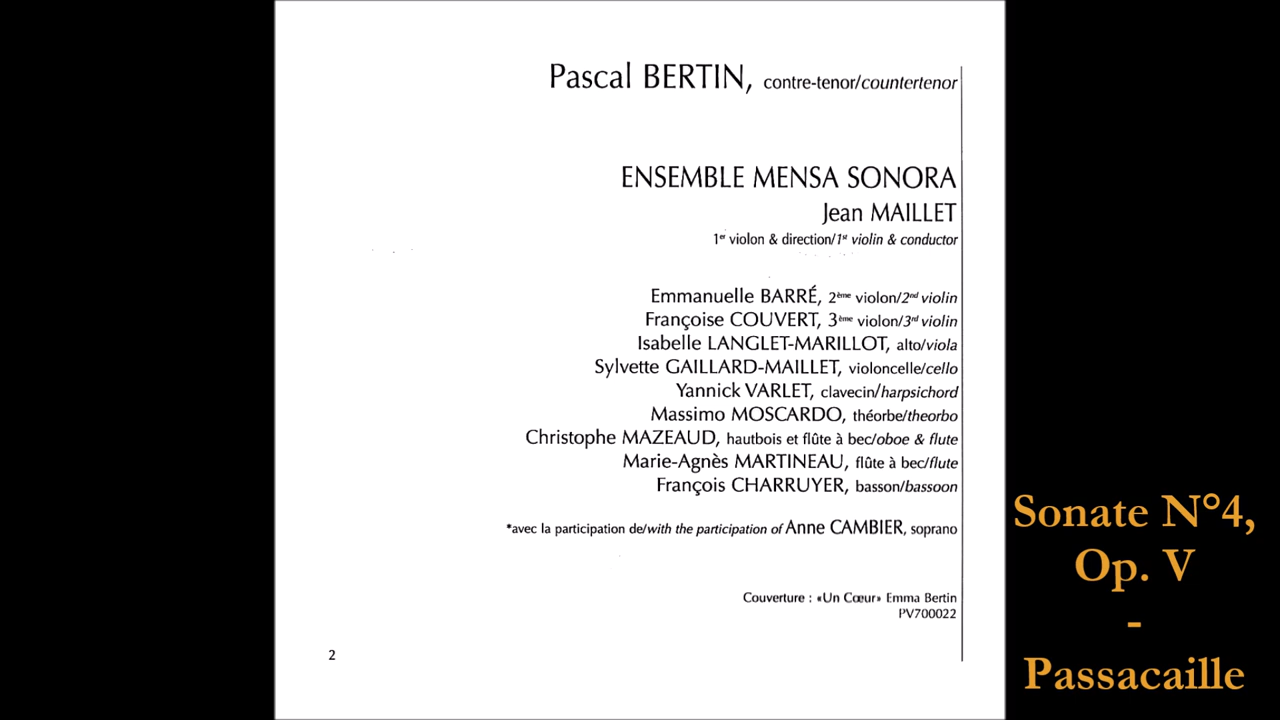 Pascal BERTIN, contre-tenor/countertenor
ENSEMBLE MENSA SONORA
Jean MAILLET
1er violon & direction/1st violin & conductor
Emmanuelle BARRÉ, 2ème violon/2nd violin
Françoise COUVERT, 3ème violon/3rd violin
Isabelle LANGLET-MARILLOT, alto/viola
Sylvette GAILLARD-MAILLET, violoncelle/cello
Yannick VARLET, clavecin/harpsichord
Massimo MOSCARDO, théorbe/theorbo
Christophe MAZEAUD, hautbois et flûte à bec/oboe & flute
Marie-Agnès MARTINEAU, flûte à bec/flute
François CHARRUYER, basson/bassoon
*avec la participation de/with the participation of Anne CAMBIER, soprano
Couverture : «Un Cœur» Emma Bertin
PV700022
2
Sonate N°4,
Op. V
-
Passacaille